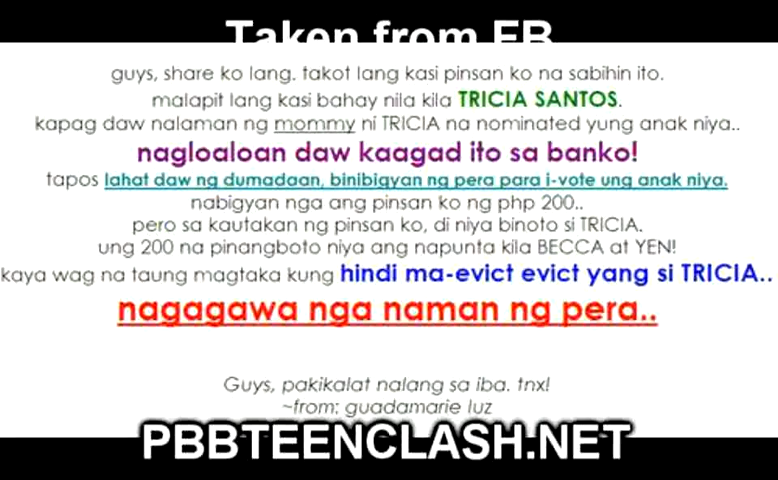 Taken from FB
guys, share ko lang. takot lang kasi pinsan ko na sabihin ito.
malapit lang kasi bahay nila kila TRICIA SANTOS.
kapag daw nalaman ng mommy ni TRICIA na nominated yung anak niya..
nagloaloan daw kaagad ito sa banko!
tapos lahat daw ng dumadaan, binibigyan ng pera para i-vote ung anak niya.
nabigyan nga ang pinsan ko ng php 200..
pero sa kautakan ng pinsan ko, di niya binoto si TRICIA.
ung 200 na pinangboto niya ang napunta kila BECCA at YEN!
kaya wag na taung magtaka kung hindi ma-evict evict yang si TRICIA..
nagagawa nga naman ng pera..
Guys, pakikalat nalang sa iba. tnx!
~from: guadamarie luz
PBBTEENCLASH.NET